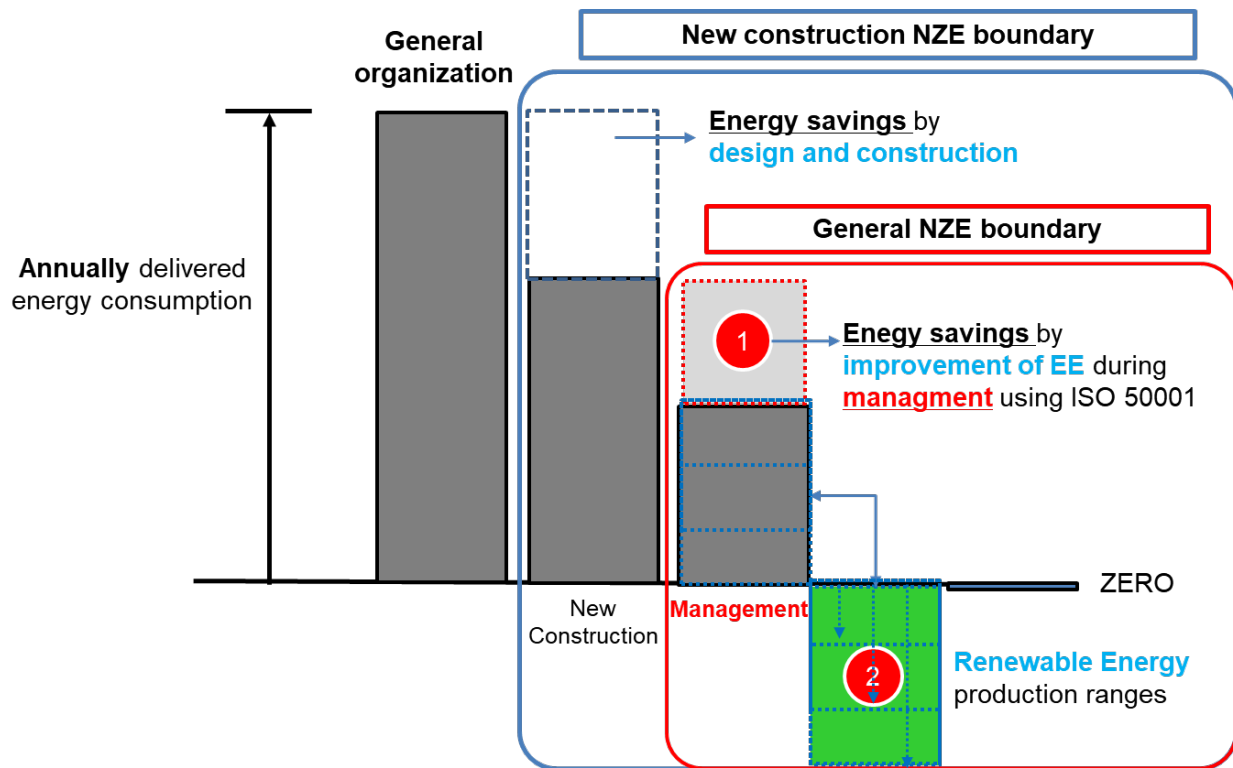 New construction NZE boundary
General
organization
Energy savings by
design and construction
General NZE boundary
Annually delivered
energy consumption
1
Enegy savings by
improvement of EE during
managment using ISO 50001
ZERO
New
Construction
Management
2
Renewable Energy
production ranges